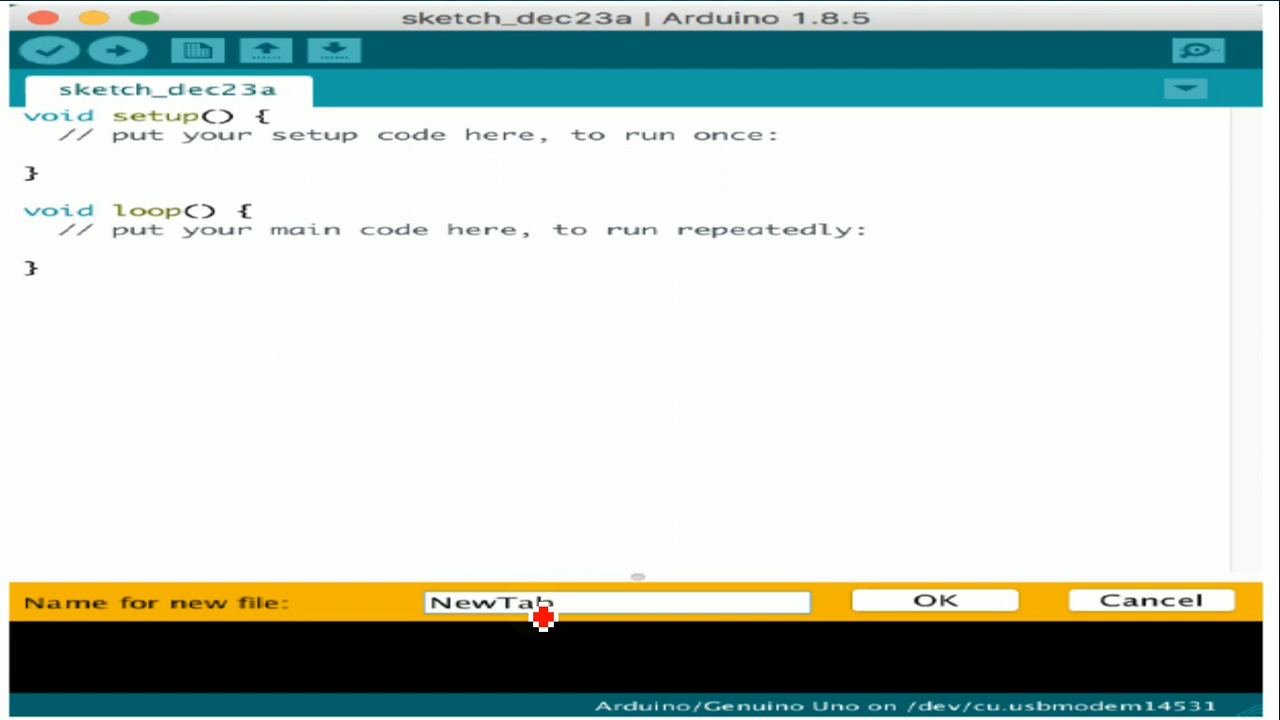 sketch_dec23a | Arduino 1.8.5
sketch_dec23a
void setup() {
// put your setup code here, to run once:
}
void loop() {
// put your main code here, to run repeatedly:
}
Name for new file: NewTab OK Cancel
Arduino/Genuino Uno on /dev/cu.usbmodem14531